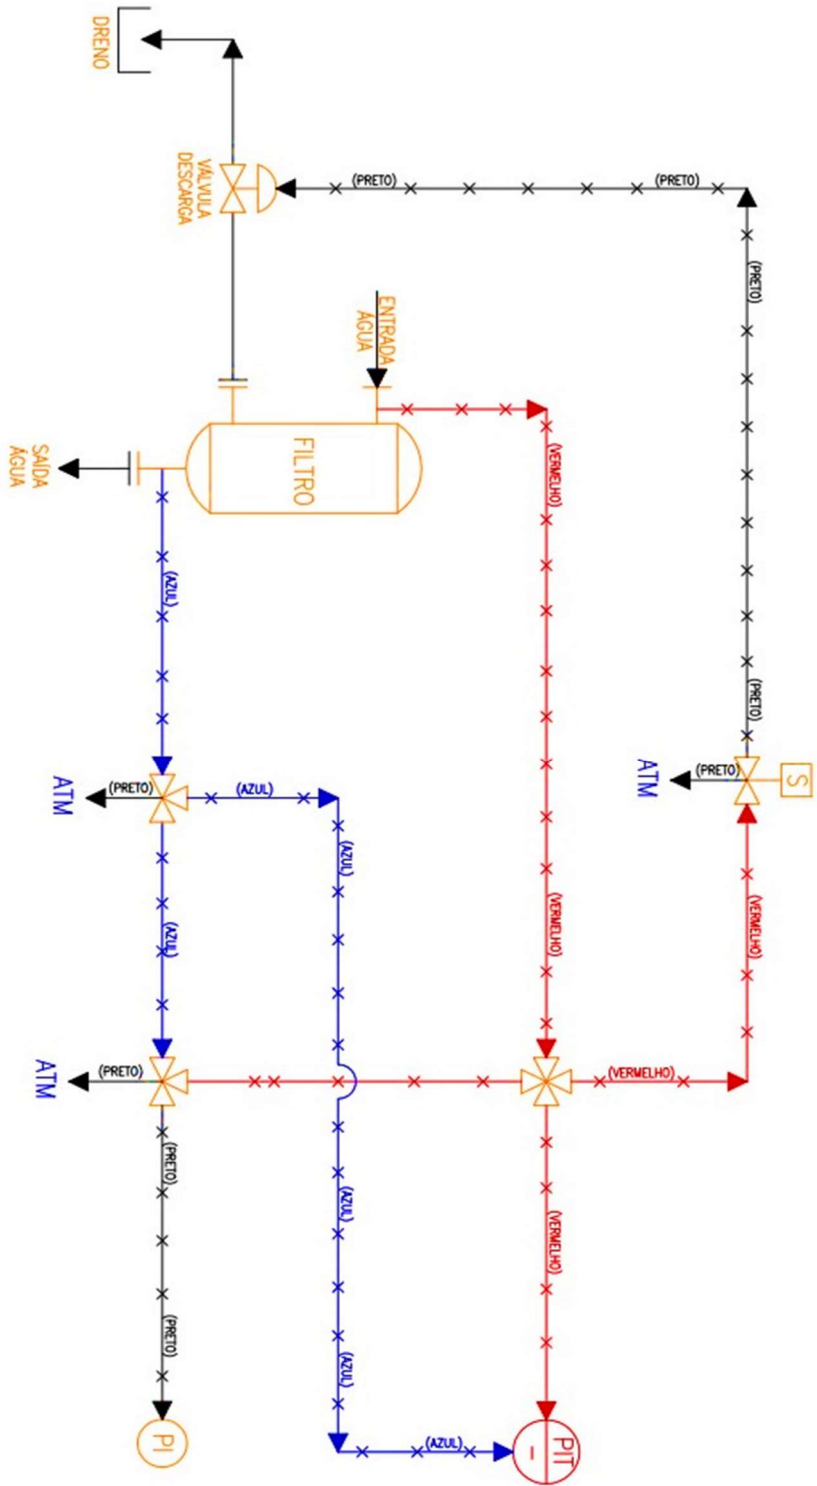 DRENO
VÁLVULA
DESCARGA
(PRETO)
(PRETO)
(PRETO)
ENTRADA
ÁGUA
FILTRO
SAÍDA
ÁGUA
(VERMELHO)
(AZUL)
(PRETO)
S
(PRETO)
ATM
ATM
(PRETO)
(AZUL)
(AZUL)
(AZUL)
(VERMELHO)
(VERMELHO)
ATM
(PRETO)
(VERMELHO)
(PRETO)
(AZUL)
(VERMELHO)
(PRETO)
(AZUL)
PI
(AZUL)
PIT